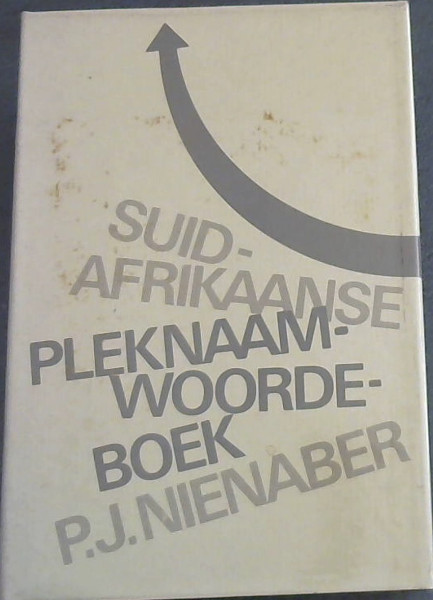 SUID-
AFRIKAANSE
PLEKNAAM-
WOORDE-
BOEK
P.J.NIENABER